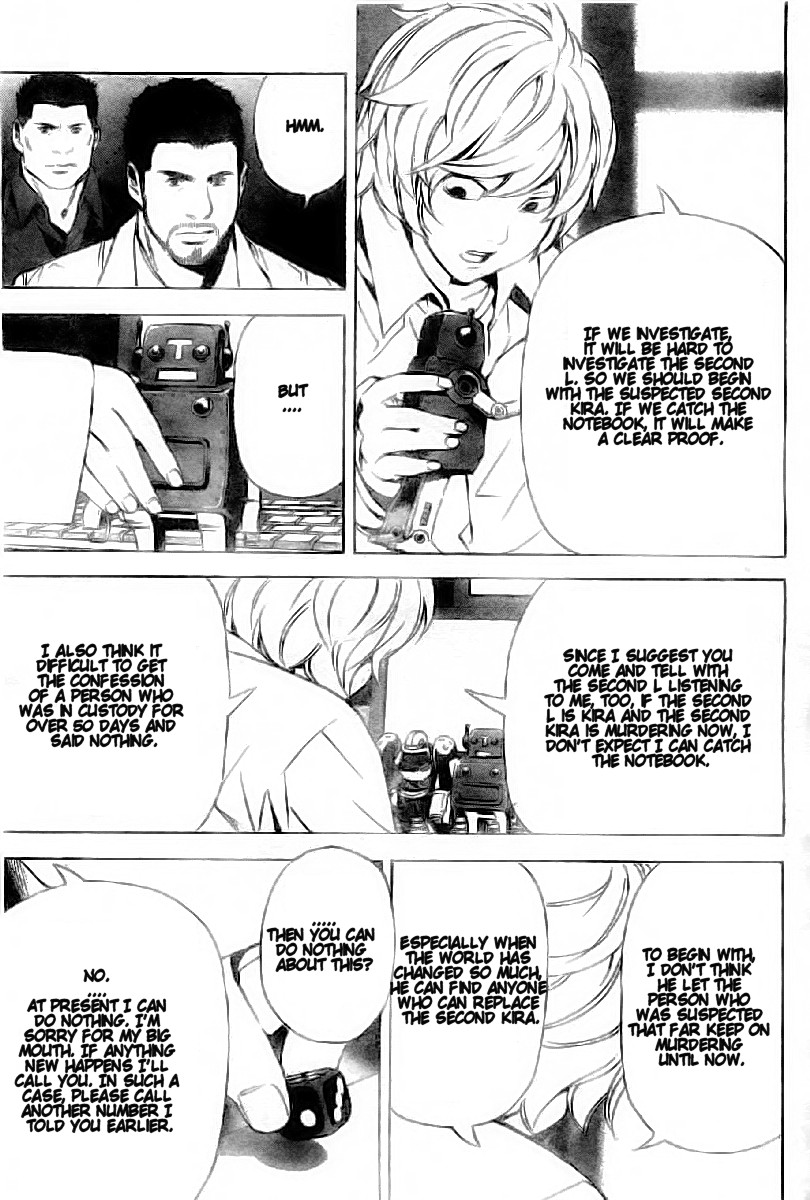 IF WE INVESTIGATE,
IT WILL BE HARD TO
INVESTIGATE THE SECOND
L. SO WE SHOULD BEGIN
WITH THE SUSPECTED SECOND
KIRA. IF WE CATCH THE
NOTEBOOK, IT WILL MAKE
A CLEAR PROOF.
HMM.
T
BUT
....
SINCE I SUGGEST YOU
COME AND TELL WITH
THE SECOND L LISTENING
TO ME, TOO, IF THE SECOND
L IS KIRA AND THE SECOND
KIRA IS MURDERING NOW, I
DON'T EXPECT I CAN CATCH
THE NOTEBOOK.
I ALSO THINK IT
DIFFICULT TO GET
THE CONFESSION
OF A PERSON WHO
WAS IN CUSTODY FOR
OVER 50 DAYS AND
SAID NOTHING.
TO BEGIN WITH,
I DON'T THINK
HE LET THE
PERSON WHO
WAS SUSPECTED
THAT FAR KEEP ON
MURDERING
UNTIL NOW.
ESPECIALLY WHEN
THE WORLD HAS
CHANGED SO MUCH,
HE CAN FIND ANYONE
WHO CAN REPLACE
THE SECOND KIRA.
.....
THEN YOU CAN
DO NOTHING
ABOUT THIS?
NO.
....
AT PRESENT I CAN
DO NOTHING. I'M
SORRY FOR MY BIG
MOUTH. IF ANYTHING
NEW HAPPENS I'LL
CALL YOU. IN SUCH A
CASE, PLEASE CALL
ANOTHER NUMBER I
TOLD YOU EARLIER.